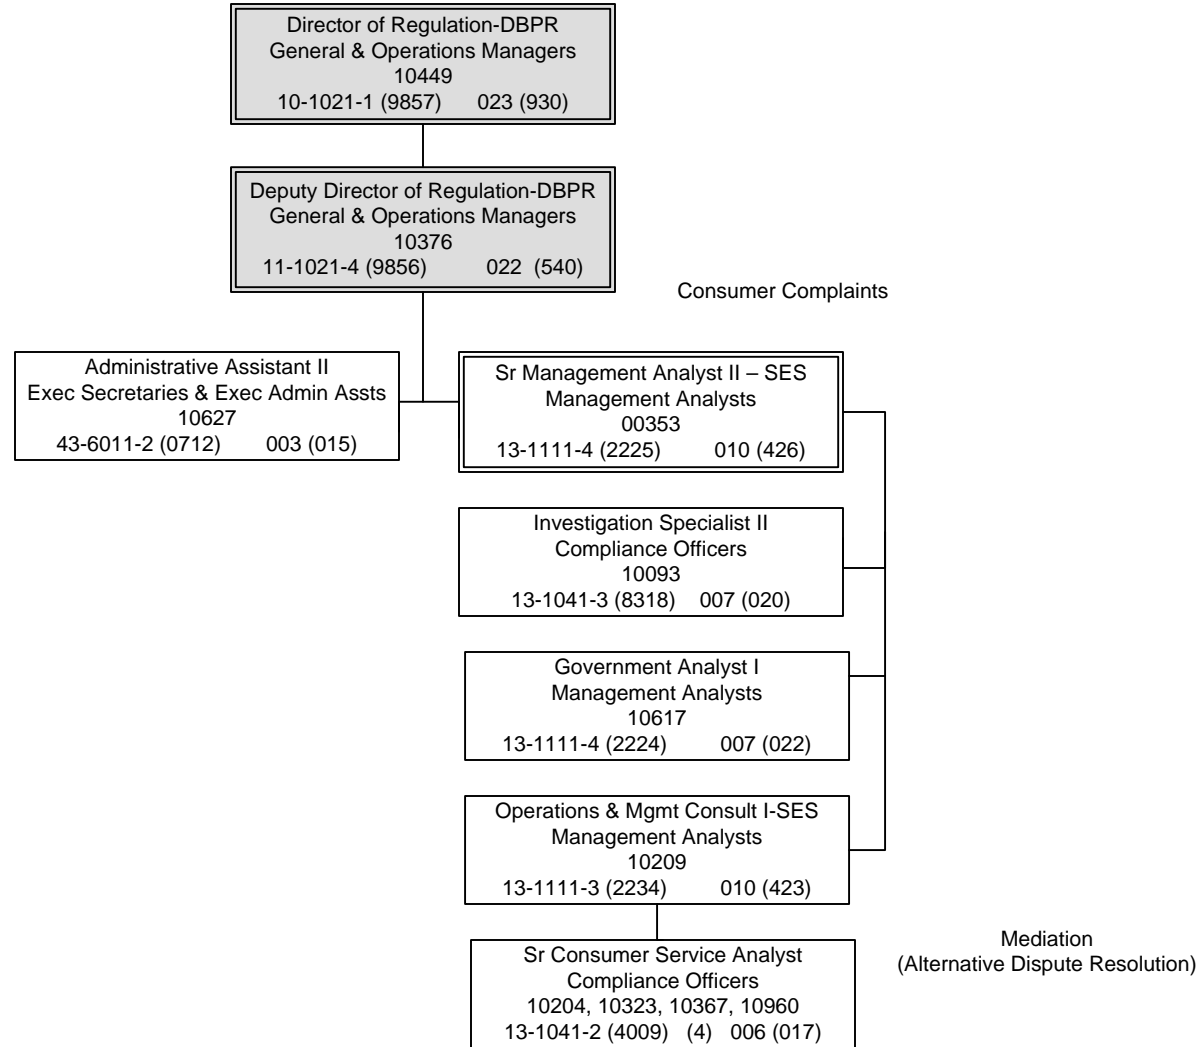 Director of Regulation-DBPR
General & Operations Managers
10449
10-1021-1 (9857) 023 (930)
Deputy Director of Regulation-DBPR
General & Operations Managers
10376
11-1021-4 (9856) 022 (540)
Consumer Complaints
Administrative Assistant II
Exec Secretaries & Exec Admin Assts
10627
43-6011-2 (0712) 003 (015)
Sr Management Analyst II – SES
Management Analysts
00353
13-1111-4 (2225) 010 (426)
Investigation Specialist II
Compliance Officers
10093
13-1041-3 (8318) 007 (020)
Government Analyst I
Management Analysts
10617
13-1111-4 (2224) 007 (022)
Operations & Mgmt Consult I-SES
Management Analysts
10209
13-1111-3 (2234) 010 (423)
Sr Consumer Service Analyst
Compliance Officers
10204, 10323, 10367, 10960
13-1041-2 (4009) (4) 006 (017)
Mediation
(Alternative Dispute Resolution)